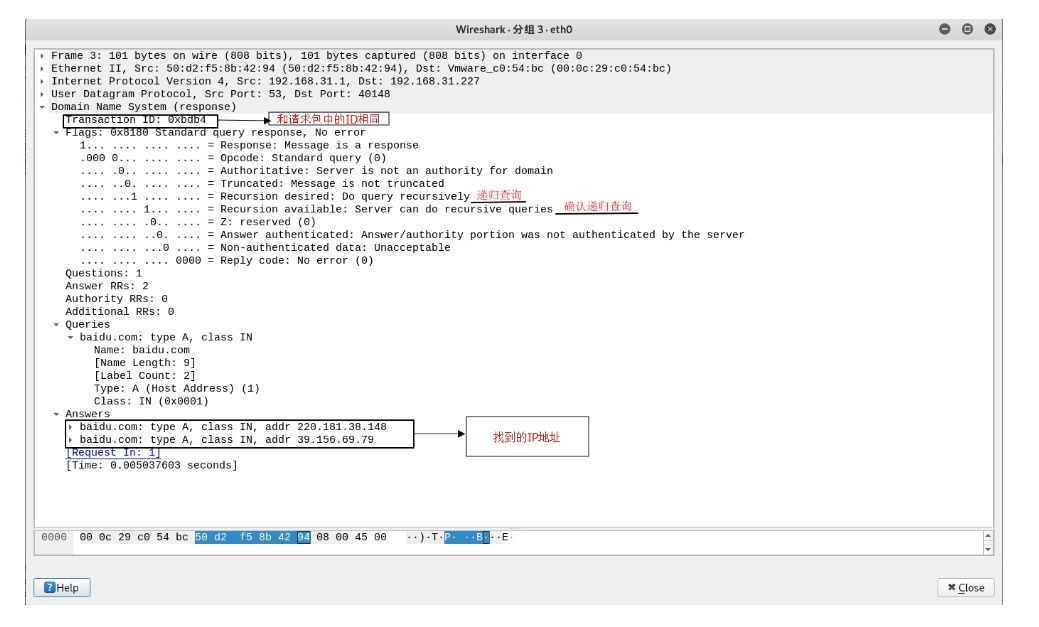 Wireshark · 分组 3 · eth0
Frame 3: 101 bytes on wire (808 bits), 101 bytes captured (808 bits) on interface 0
Ethernet II, Src: 50:d2:f5:8b:42:94 (50:d2:f5:8b:42:94), Dst: Vmware_c0:54:bc (00:0c:29:c0:54:bc)
Internet Protocol Version 4, Src: 192.168.31.1, Dst: 192.168.31.227
User Datagram Protocol, Src Port: 53, Dst Port: 40148
Domain Name System (response)
Transaction ID: 0xbdb4 和请求包中的ID相同
Flags: 0x8180 Standard query response, No error
1... .... .... .... = Response: Message is a response
.000 0... .... .... = Opcode: Standard query (0)
.... .0.. .... .... = Authoritative: Server is not an authority for domain
.... ..0. .... .... = Truncated: Message is not truncated
.... ...1 .... .... = Recursion desired: Do query recursively 递归查询
.... .... 1... .... = Recursion available: Server can do recursive queries 确认递归查询
.... .... .0.. .... = Z: reserved (0)
.... .... ..0. .... = Answer authenticated: Answer/authority portion was not authenticated by the server
.... .... ...0 .... = Non-authenticated data: Unacceptable
.... .... .... 0000 = Reply code: No error (0)
Questions: 1
Answer RRs: 2
Authority RRs: 0
Additional RRs: 0
Queries
baidu.com: type A, class IN
Name: baidu.com
[Name Length: 9]
[Label Count: 2]
Type: A (Host Address) (1)
Class: IN (0x0001)
Answers
baidu.com: type A, class IN, addr 220.181.38.148
baidu.com: type A, class IN, addr 39.156.69.79
找到的IP地址
[Request In: 1]
[Time: 0.005037603 seconds]
0000 00 0c 29 c0 54 bc 50 d2 f5 8b 42 94 08 00 45 00 ··)·T·P· ··B···E·
Help
Close